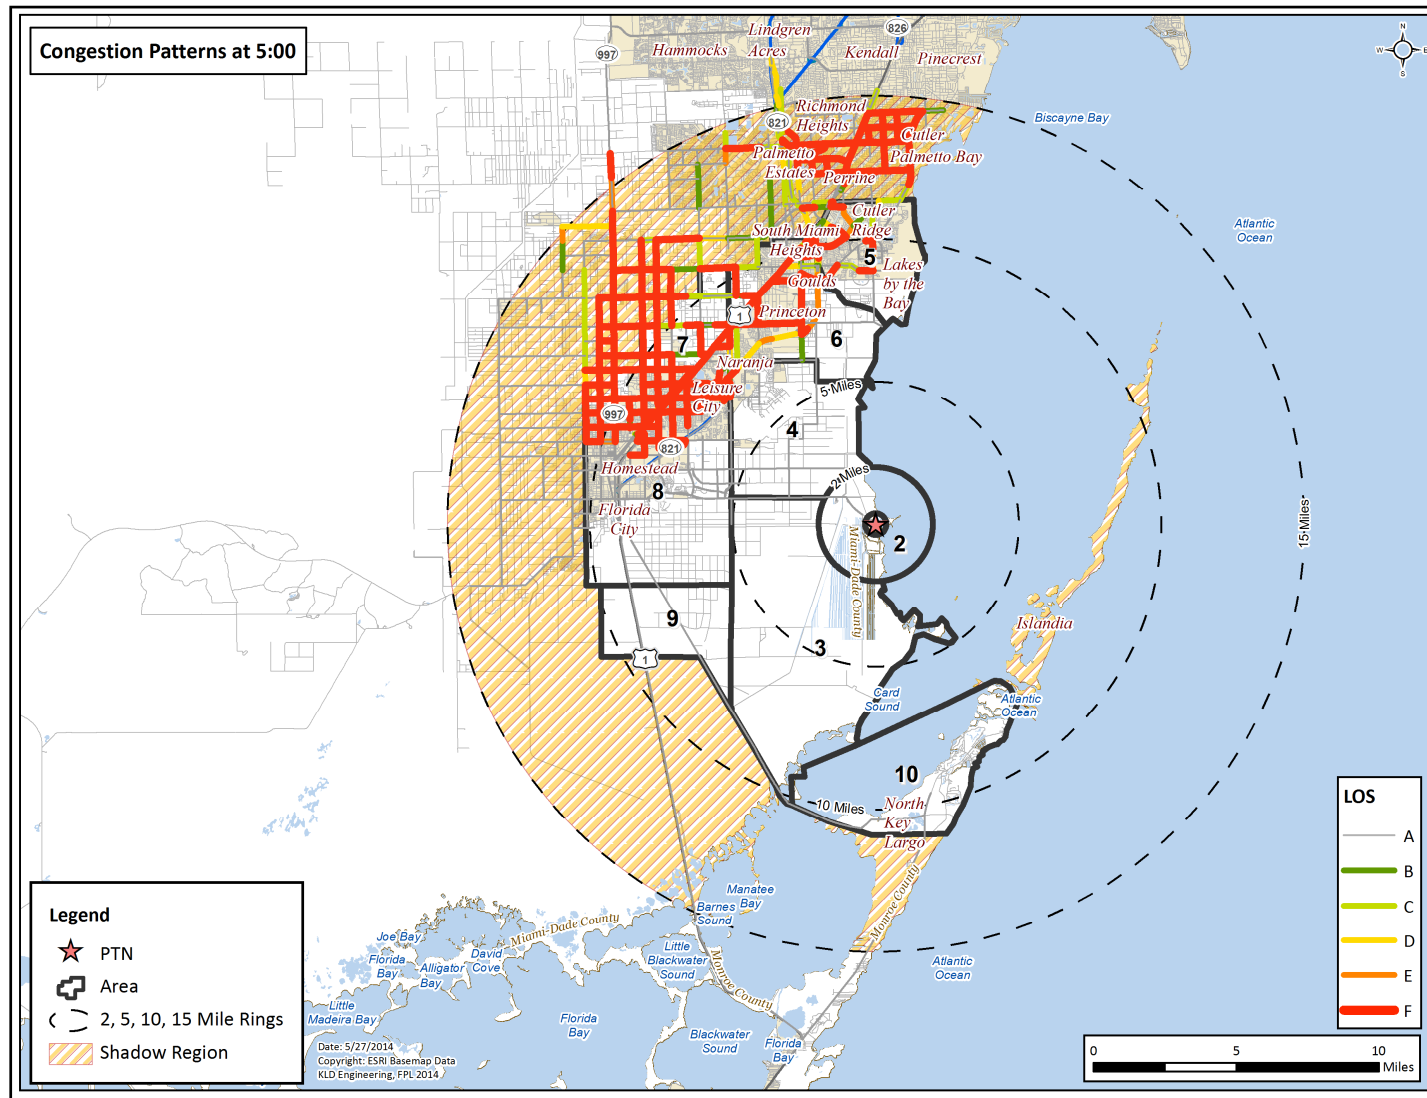 Congestion Patterns at 5:00
997
Hammocks
Lindgren
Acres
826
Kendall
Pinecrest
N
W
E
S
Biscayne Bay
Richmond
Heights
821
Cutler
Palmetto
Estates
Palmetto Bay
Perrine
Cutler
Ridge
Atlantic
Ocean
South Miami
Heights
5
Lakes
by the
Bay
Goulds
1
Princeton
7
6
Naranja
5 Miles
Leisure
City
997
4
821
Homestead
2 Miles
8
Florida
City
15 Miles
2
Miami-Dade County
9
3
Islandia
1
Card
Sound
Atlantic
Ocean
10
10 Miles
North
Key
Largo
LOS
A
B
C
D
E
F
Manatee
Bay
Barnes
Sound
Monroe County
Legend
PTN
Area
2, 5, 10, 15 Mile Rings
Shadow Region
Joe Bay
Miami-Dade County
Florida
Bay
Alligator
Bay
David
Cove
Little
Blackwater
Sound
Monroe County
Atlantic
Ocean
Little
Madeira Bay
Florida
Bay
Blackwater
Sound
Florida
Bay
Date: 5/27/2014
Copyright: ESRI Basemap Data
KLD Engineering, FPL 2014
0 5 10
Miles